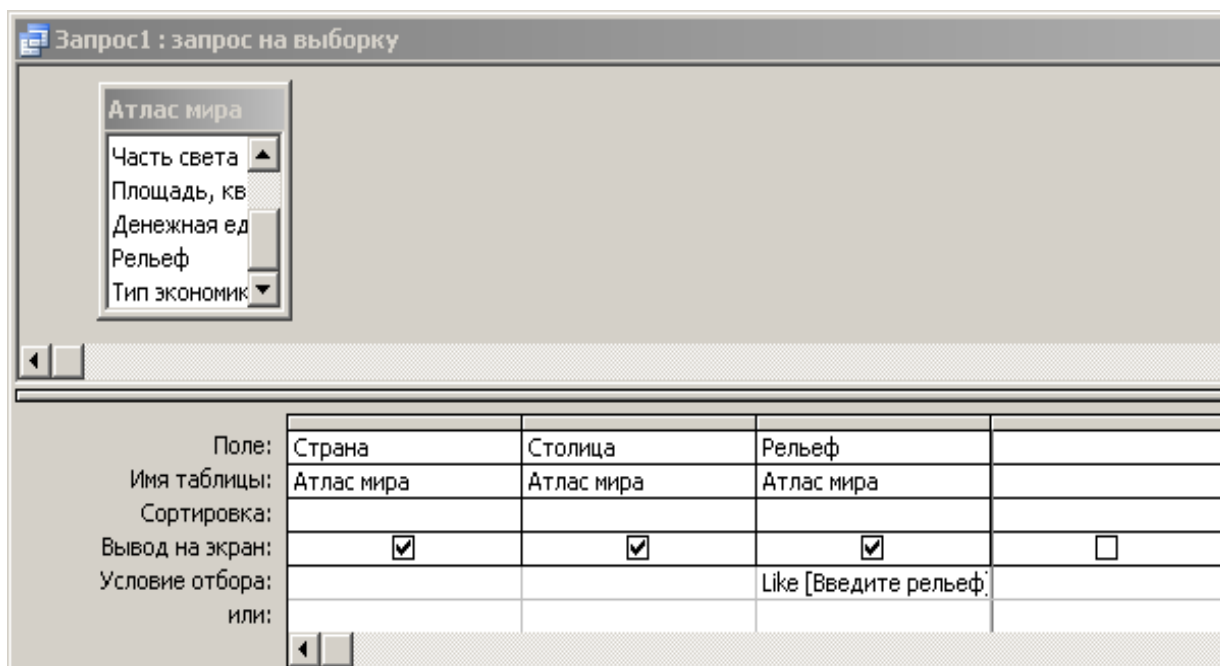 Запрос1 : запрос на выборку
Атлас мира
Часть света
Площадь, кв
Денежная ед
Рельеф
Тип экономик
Поле: Страна Столица Рельеф
Имя таблицы: Атлас мира Атлас мира Атлас мира
Сортировка:
Вывод на экран:
Условие отбора: Like [Введите рельеф]
или: